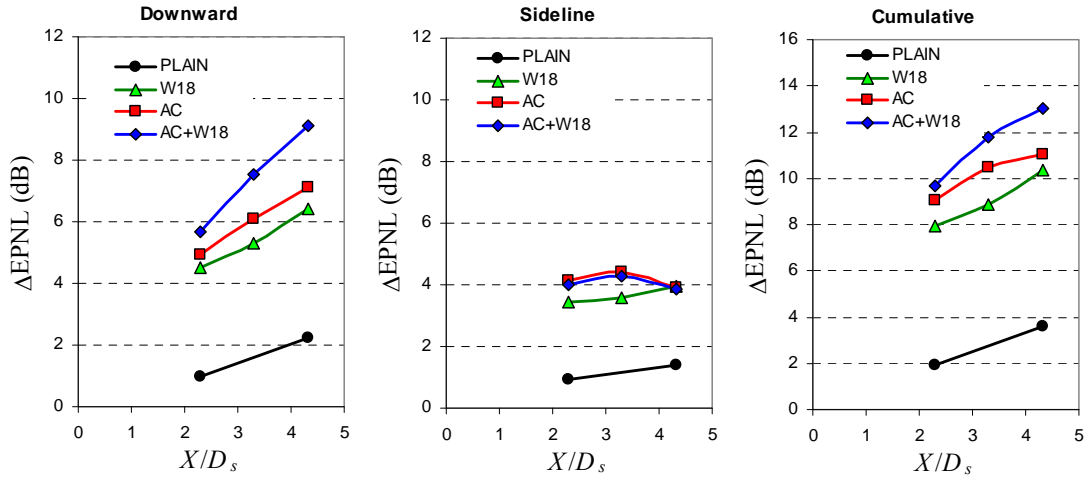 Downward
12
10
8
6
4
2
0
0 1 2 3 4 5
ΔEPNL (dB)
X/D s
PLAIN
W18
AC
AC+W18
Sideline
12
10
8
6
4
2
0
0 1 2 3 4 5
ΔEPNL (dB)
X/D s
PLAIN
W18
AC
AC+W18
Cumulative
16
14
12
10
8
6
4
2
0
0 1 2 3 4 5
ΔEPNL (dB)
X/D s
PLAIN
W18
AC
AC+W18